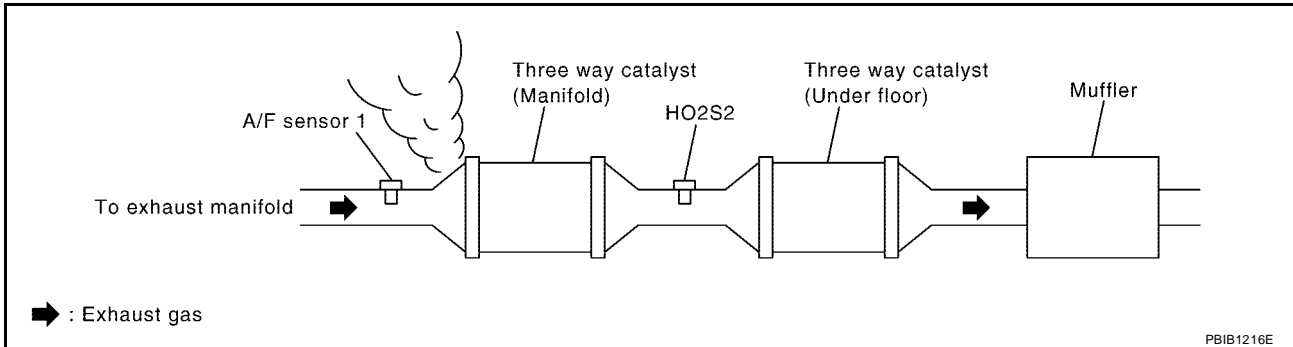 Three way catalyst
(Manifold)
Three way catalyst
(Under floor)
Muffler
A/F sensor 1
HO2S2
To exhaust manifold
: Exhaust gas
PBIB1216E